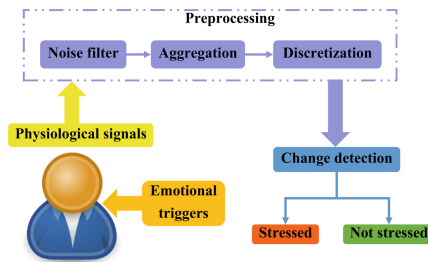 Preprocessing
Noise filter
Aggregation
Discretization
Physiological signals
Change detection
Emotional
triggers
Stressed
Not stressed